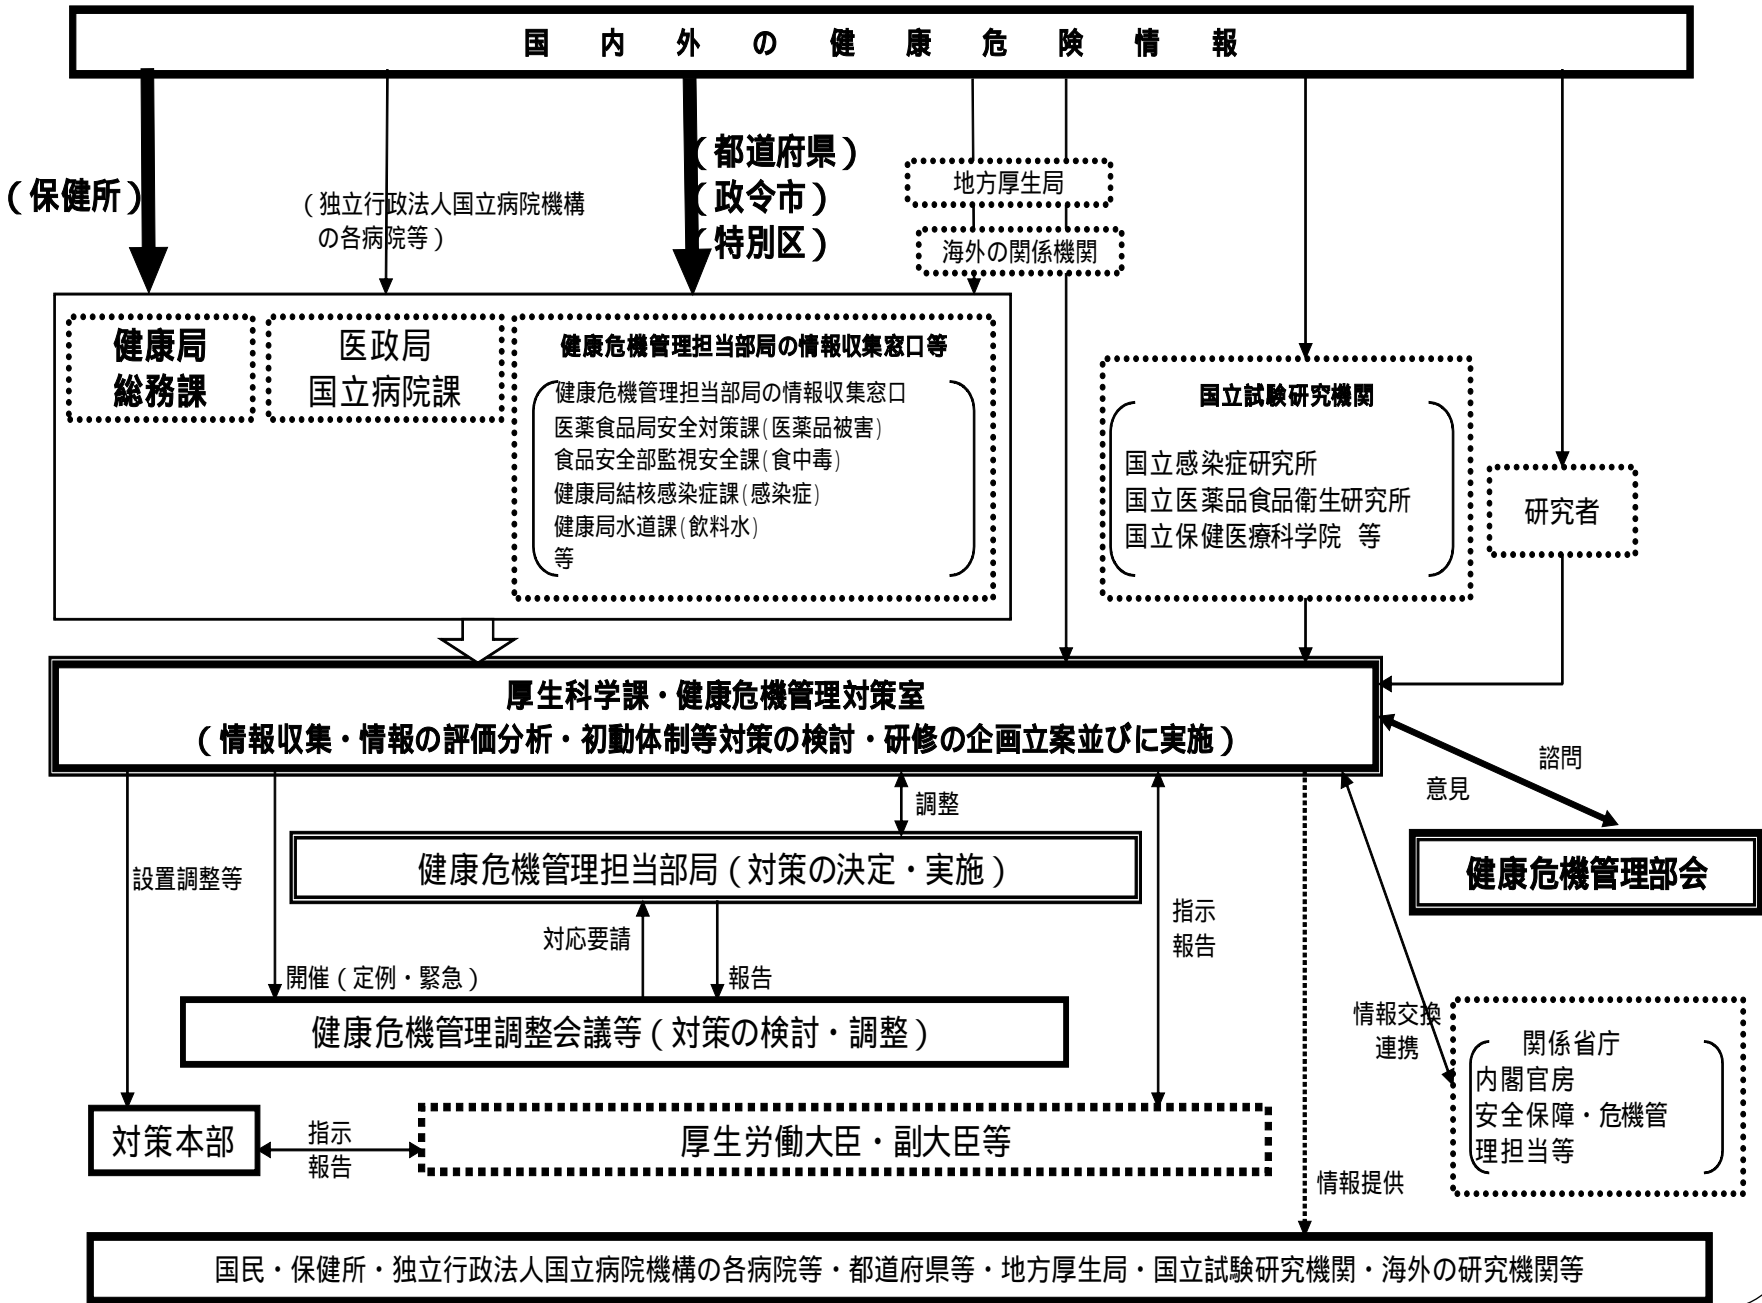 国内外の健康危険情報
（保健所）
（独立行政法人国立病院機構
の各病院等）
（都道府県）
（政令市）
（特別区）
地方厚生局
海外の関係機関
健康局
総務課
医政局
国立病院課
健康危機管理担当部局の情報収集窓口等
健康危機管理担当部局の情報収集窓口
医薬食品局安全対策課(医薬品被害)
食品安全部監視安全課(食中毒)
健康局結核感染症課(感染症)
健康局水道課(飲料水)
等
国立試験研究機関
国立感染症研究所
国立医薬品食品衛生研究所
国立保健医療科学院 等
研究者
厚生科学課・健康危機管理対策室
（情報収集・情報の評価分析・初動体制等対策の検討・研修の企画立案並びに実施）
諮問
意見
調整
設置調整等
健康危機管理担当部局（対策の決定・実施）
健康危機管理部会
対応要請
報告
指示
報告
開催（定例・緊急）
健康危機管理調整会議等（対策の検討・調整）
情報交換
連携
関係省庁
内閣官房
安全保障・危機管
理担当等
対策本部
指示
報告
厚生労働大臣・副大臣等
情報提供
国民・保健所・独立行政法人国立病院機構の各病院等・都道府県等・地方厚生局・国立試験研究機関・海外の研究機関等